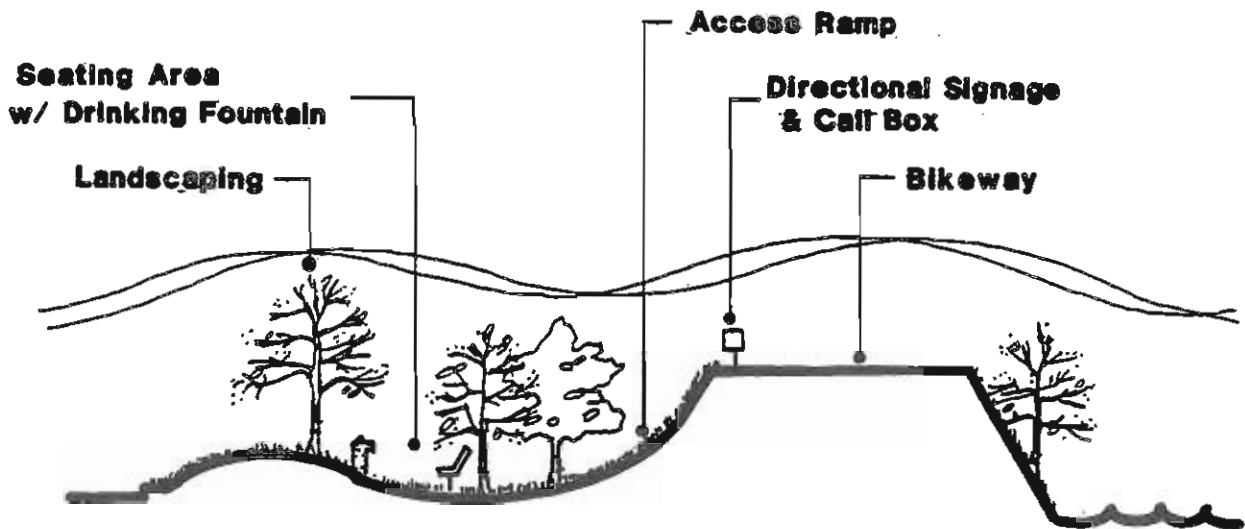 Access Ramp
Seating Area
w/ Drinking Fountain
Directional Signage
& Call Box
Landscaping
Bikeway